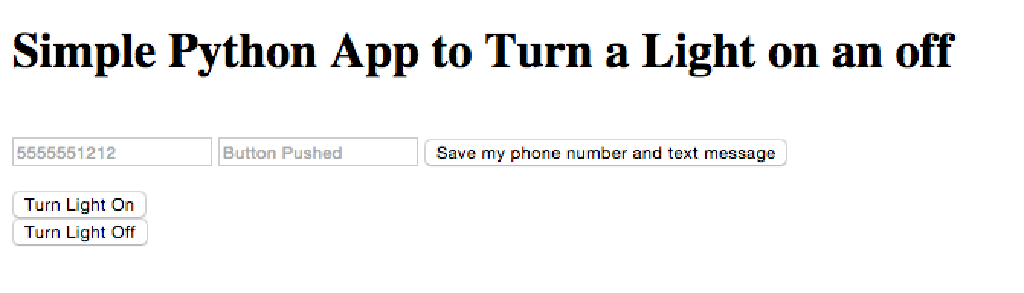 Simple Python App to Turn a Light on an off
5555551212 Button Pushed Save my phone number and text message
Turn Light On
Turn Light Off